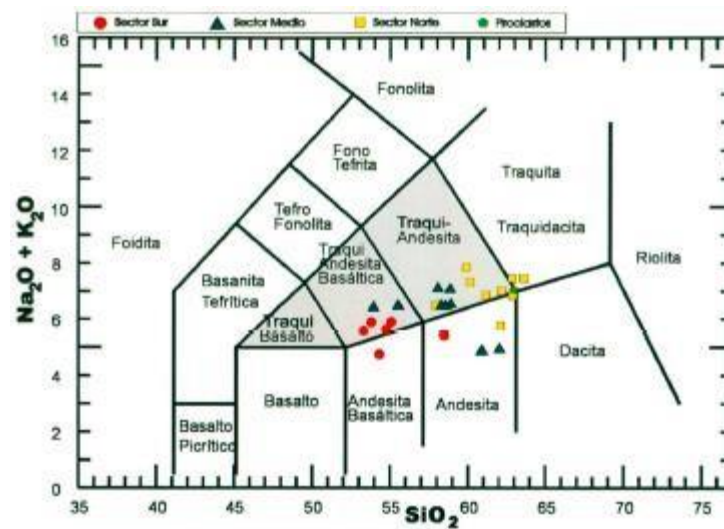 Sector Sur Sector Medio Sector Norte Piroclastos
16
14
12
10
8
6
4
2
0
Na2O + K2O
Fonolita
Fono
Tefrita
Traquita
Tefro
Fonolita
Traqui-
Andesita
Traquidacita
Foidita
Traqui
Andesita
Basáltica
Riolita
Basanita
Tefrítica
Traqui
Basalto
Dacita
Basalto
Andesita
Basáltica
Andesita
Basalto
Picrítico
35 40 45 50 55 60 65 70 75
SiO2